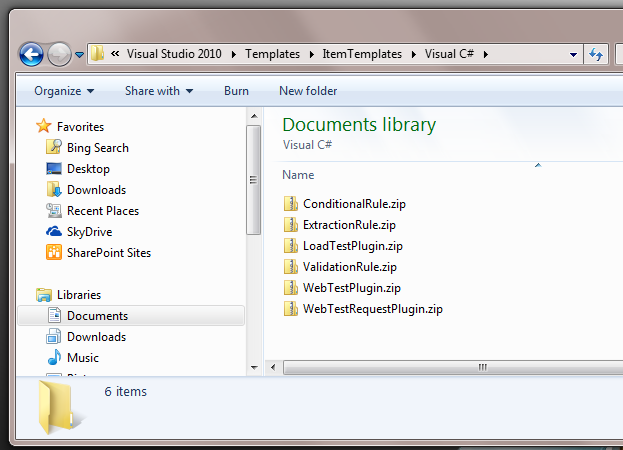 « Visual Studio 2010 Templates ItemTemplates Visual C#
Organize Share with Burn New folder
Favorites
Bing Search
Desktop
Downloads
Recent Places
SkyDrive
SharePoint Sites
Libraries
Documents
Downloads
Music
Documents library
Visual C#
Name
ConditionalRule.zip
ExtractionRule.zip
LoadTestPlugin.zip
ValidationRule.zip
WebTestPlugin.zip
WebTestRequestPlugin.zip
6 items